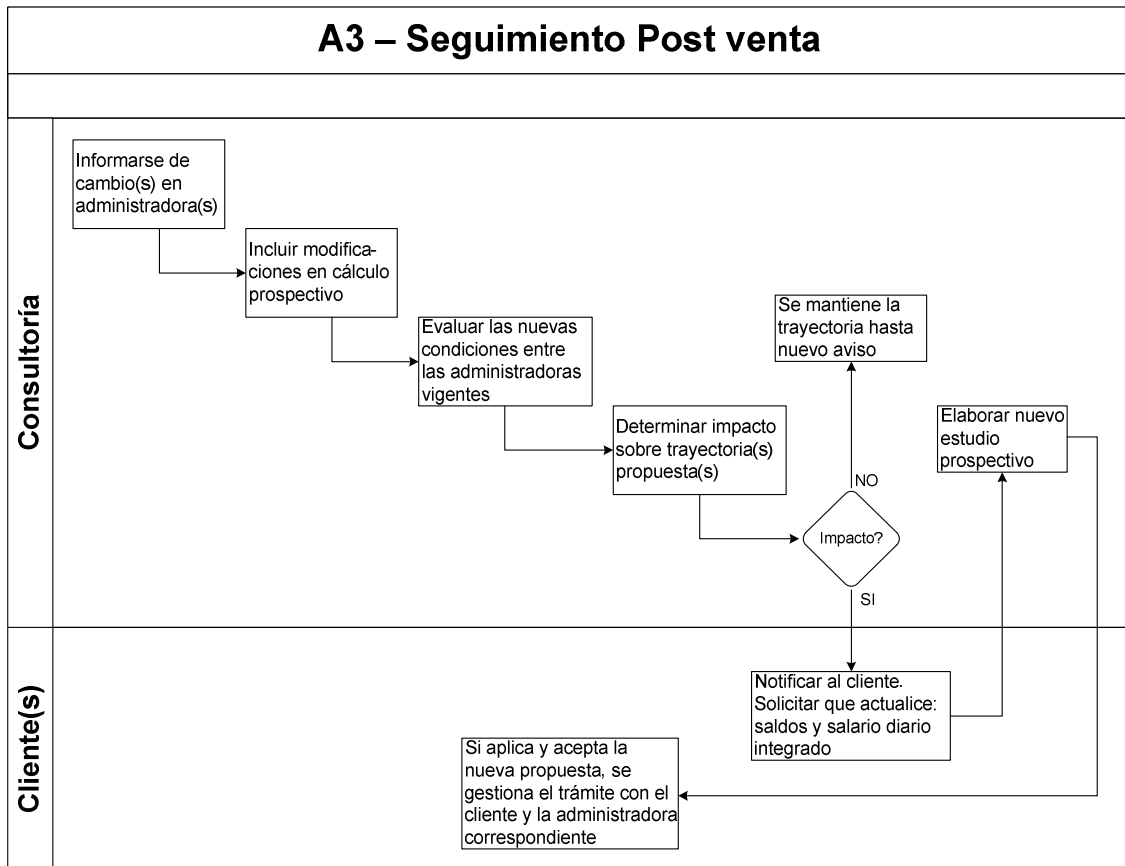 A3 – Seguimiento Post venta
Consultoría
Informarse de
cambio(s) en
administradora(s)
Incluir modifica-
ciones en cálculo
prospectivo
Evaluar las nuevas
condiciones entre
las administradoras
vigentes
Determinar impacto
sobre trayectoria(s)
propuesta(s)
Se mantiene la
trayectoria hasta
nuevo aviso
NO
Impacto?
SI
Elaborar nuevo
estudio
prospectivo
Cliente(s)
Notificar al cliente.
Solicitar que actualice:
saldos y salario diario
integrado
Si aplica y acepta la
nueva propuesta, se
gestiona el trámite con el
cliente y la administradora
correspondiente